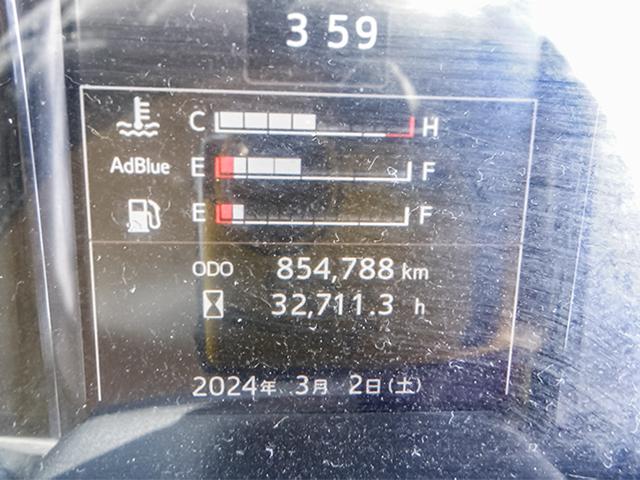 3 59
C H
AdBlue E F
E F
ODO 854,788 km
32,711.3 h
2024年 3月 2日(土)